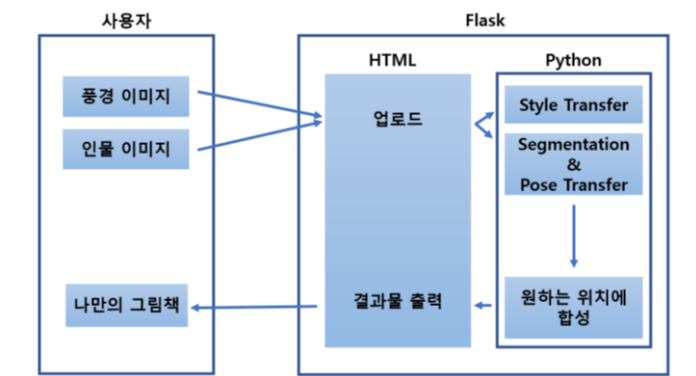 사용자
Flask
HTML
Python
풍경 이미지
인물 이미지
업로드
Style Transfer
Segmentation
&
Pose Transfer
나만의 그림책
결과물 출력
원하는 위치에
합성